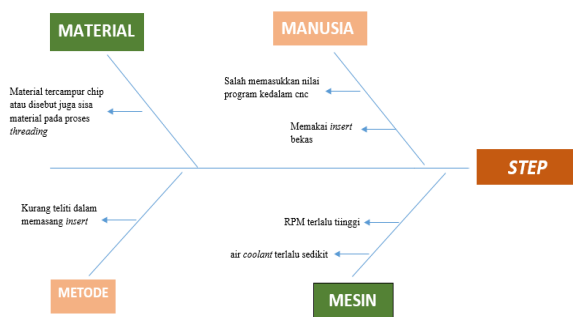 MATERIAL
MANUSIA
Material tercampur chip
atau disebut juga sisa
material pada proses
threading
Salah memasukkan nilai
program kedalam cnc
Memakai insert
bekas
STEP
Kurang teliti dalam
memasang insert
RPM terlalu tiinggi
air coolant terlalu sedikit
METODE
MESIN